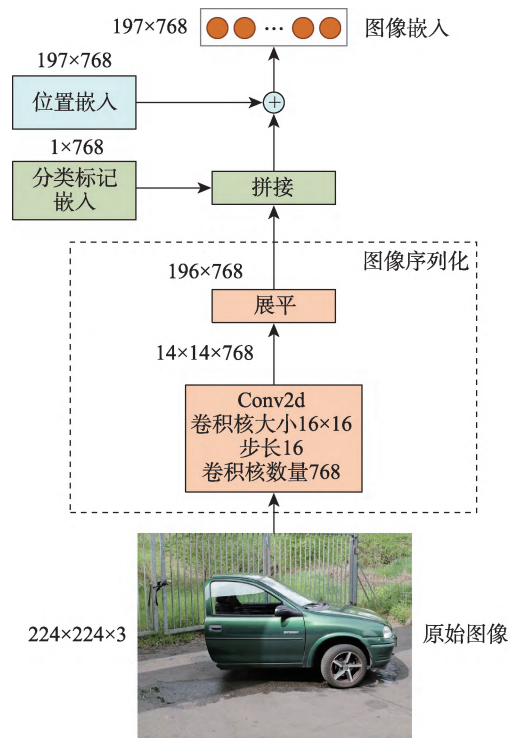 197×768
图像嵌入
197×768
位置嵌入
+
1×768
分类标记
嵌入
拼接
图像序列化
196×768
展平
14×14×768
Conv2d
卷积核大小16×16
步长16
卷积核数量768
224×224×3
原始图像